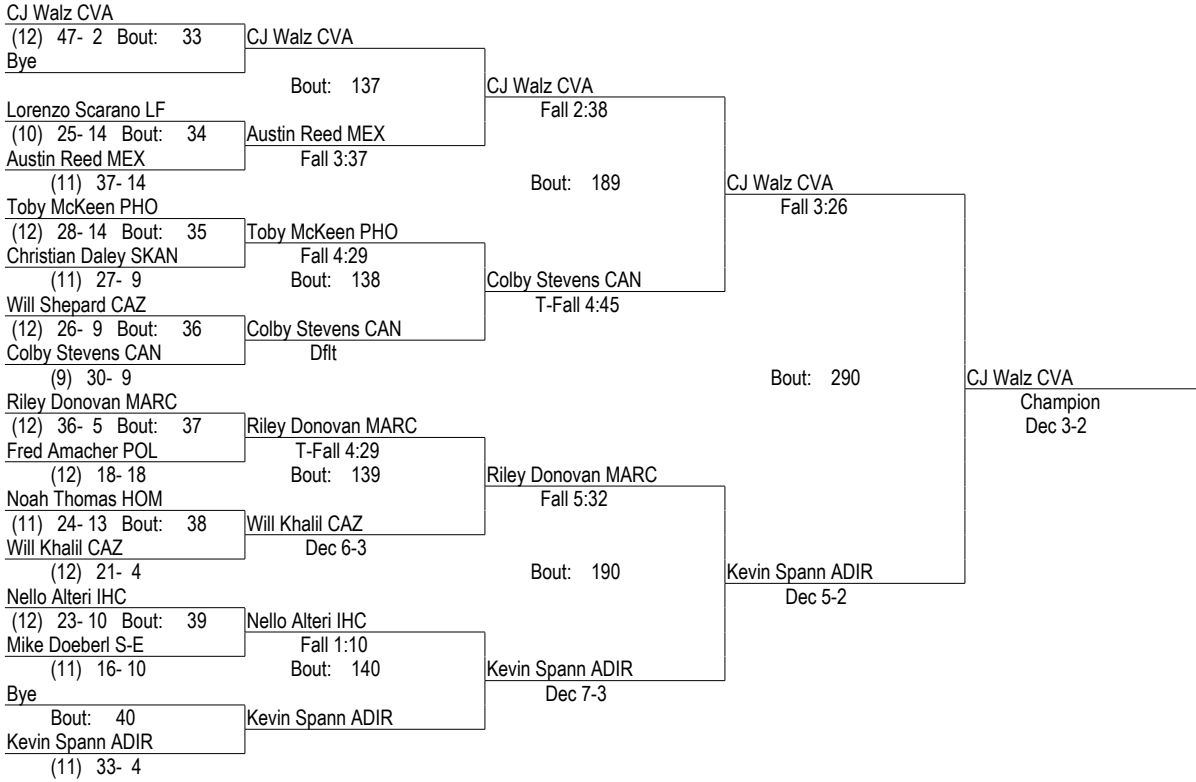 CJ Walz CVA
(12) 47- 2 Bout: 33 CJ Walz CVA
Bye
Bout: 137 CJ Walz CVA
Lorenzo Scarano LF Fall 2:38
(10) 25- 14 Bout: 34 Austin Reed MEX
Austin Reed MEX Fall 3:37
(11) 37- 14 Bout: 189 CJ Walz CVA
Toby McKeen PHO Fall 3:26
(12) 28- 14 Bout: 35 Toby McKeen PHO
Christian Daley SKAN Fall 4:29
(11) 27- 9 Bout: 138 Colby Stevens CAN
Will Shepard CAZ T-Fall 4:45
(12) 26- 9 Bout: 36 Colby Stevens CAN
Colby Stevens CAN Dflt
(9) 30- 9 Bout: 290 CJ Walz CVA
Riley Donovan MARC Champion
(12) 36- 5 Bout: 37 Riley Donovan MARC Dec 3-2
Fred Amacher POL T-Fall 4:29
(12) 18- 18 Bout: 139 Riley Donovan MARC
Noah Thomas HOM Fall 5:32
(11) 24- 13 Bout: 38 Will Khalil CAZ
Will Khalil CAZ Dec 6-3
(12) 21- 4 Bout: 190 Kevin Spann ADIR
Nello Alteri IHC Dec 5-2
(12) 23- 10 Bout: 39 Nello Alteri IHC
Mike Doeberl S-E Fall 1:10
(11) 16- 10 Bout: 140 Kevin Spann ADIR
Bye Dec 7-3
Bout: 40 Kevin Spann ADIR
Kevin Spann ADIR
(11) 33- 4